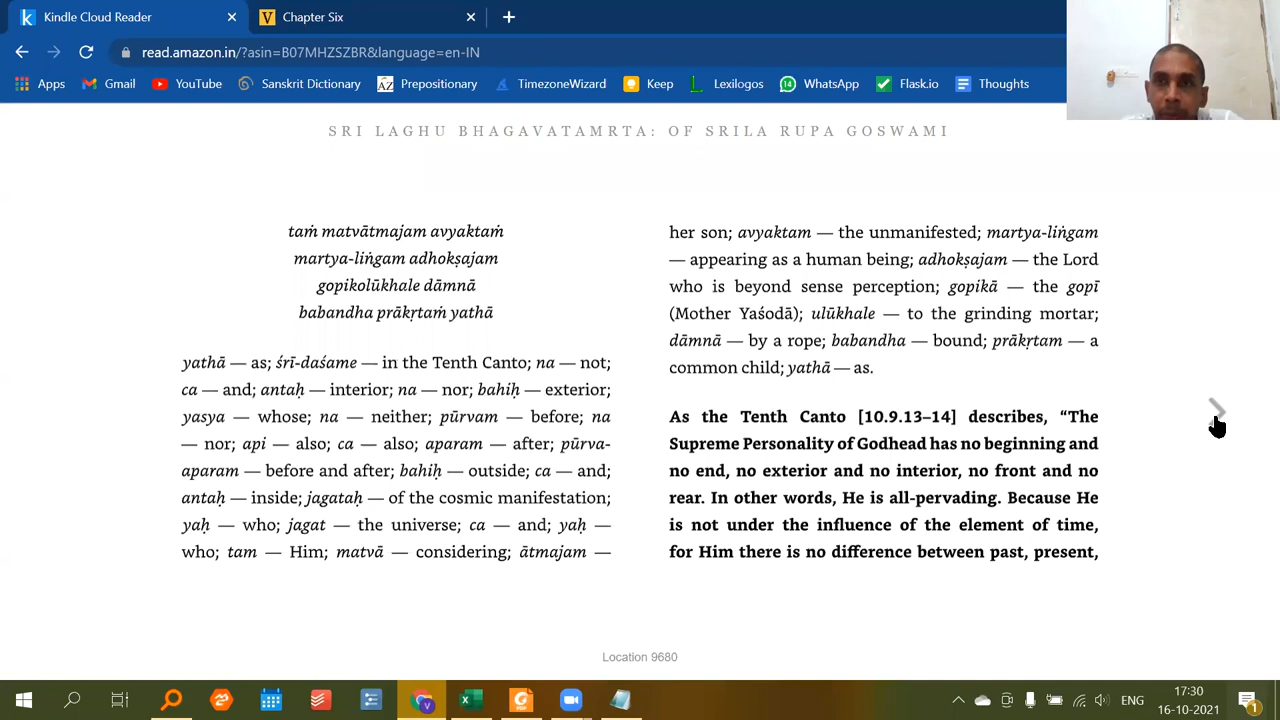 Kindle Cloud Reader
Chapter Six
read.amazon.in/?asin=B07MHZSZBR&language=en-IN
Apps Gmail YouTube Sanskrit Dictionary Prepositionary TimezoneWizard Keep Lexilogos WhatsApp Flask.io Thoughts
SRI LAGHU BHAGAVATAMRTA: OF SRILA RUPA GOSWAMI
taṁ matvātmajam avyaktaṁ
martya-liṅgam adhokṣajam
gopikolūkhale dāmnā
babandha prākṛtaṁ yathā
yathā — as; śrī-daśame — in the Tenth Canto; na — not;
ca — and; antaḥ — interior; na — nor; bahiḥ — exterior;
yasya — whose; na — neither; pūrvam — before; na
— nor; api — also; ca — also; aparam — after; pūrva-
aparam — before and after; bahiḥ — outside; ca — and;
antaḥ — inside; jagataḥ — of the cosmic manifestation;
yaḥ — who; jagat — the universe; ca — and; yaḥ —
who; tam — Him; matvā — considering; ātmajam —
her son; avyaktam — the unmanifested; martya-liṅgam
— appearing as a human being; adhokṣajam — the Lord
who is beyond sense perception; gopikā — the gopī
(Mother Yaśodā); ulūkhale — to the grinding mortar;
dāmnā — by a rope; babandha — bound; prākṛtam — a
common child; yathā — as.
As the Tenth Canto [10.9.13–14] describes, “The
Supreme Personality of Godhead has no beginning and
no end, no exterior and no interior, no front and no
rear. In other words, He is all-pervading. Because He
is not under the influence of the element of time,
for Him there is no difference between past, present,
Location 9680
ENG
17:30
16-10-2021